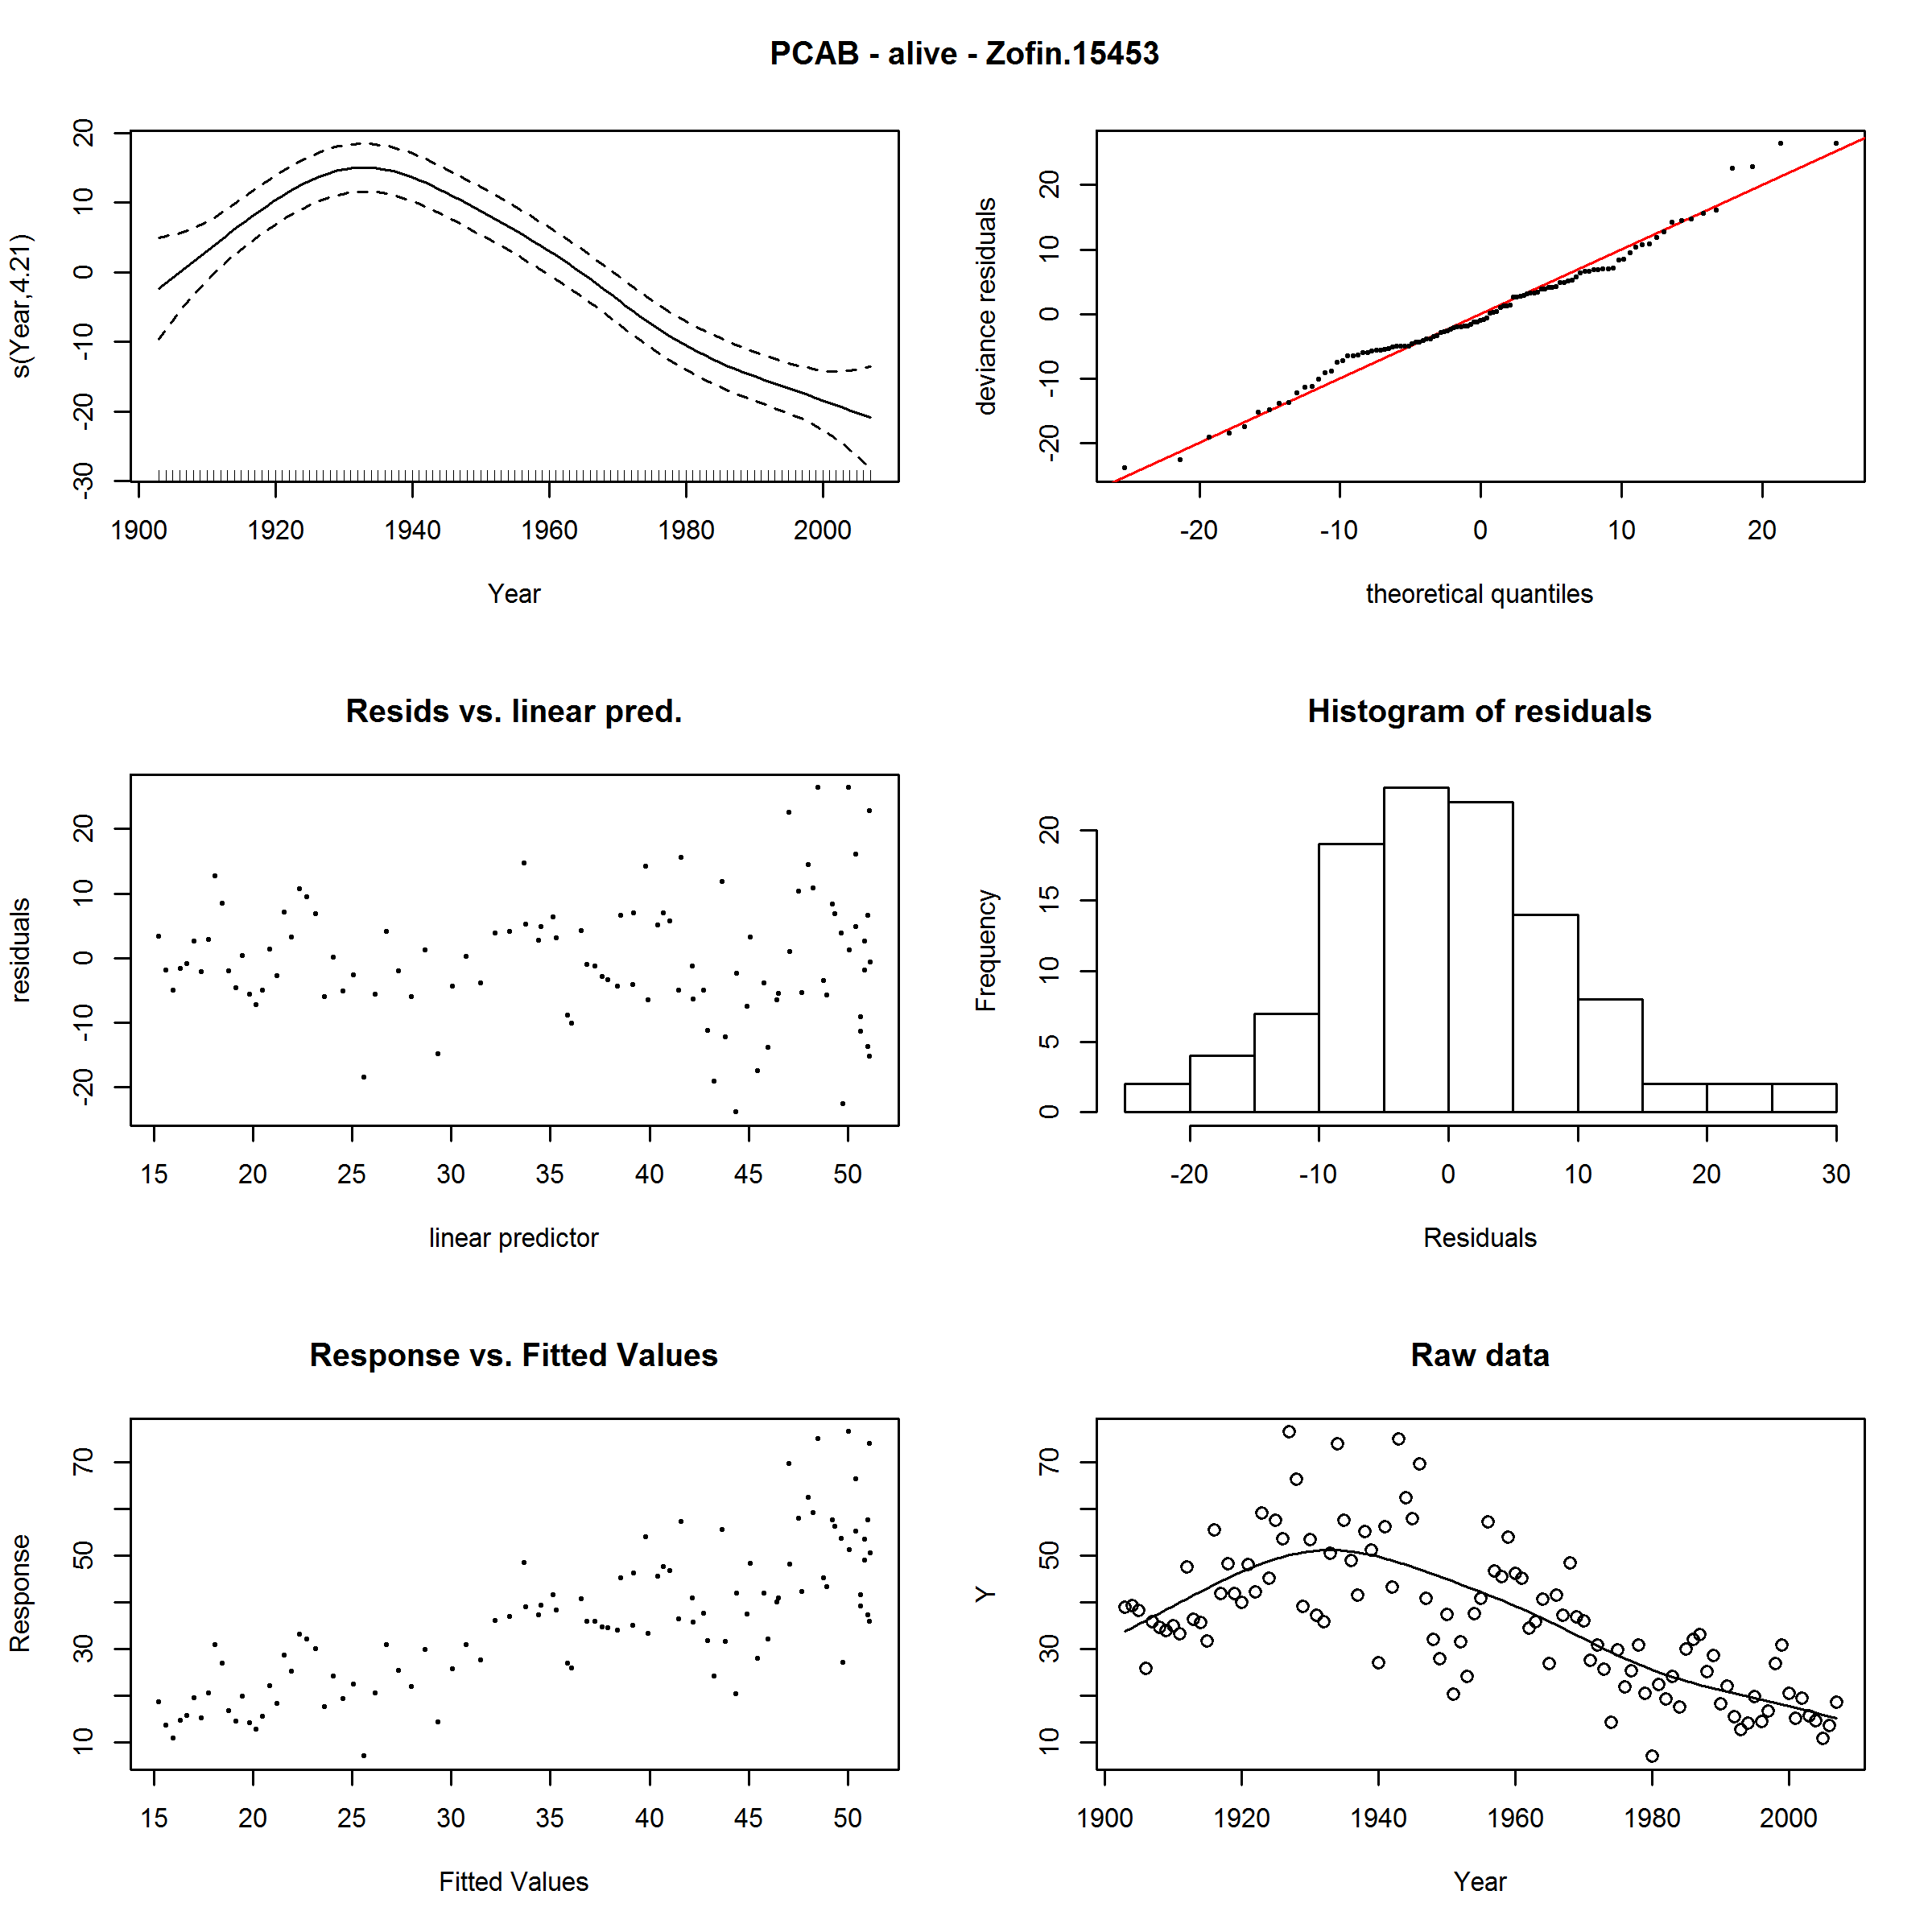 PCAB - alive - Zofin.15453
s(Year,4.21)
20
10
0
-10
-20
-30
1900 1920 1940 1960 1980 2000
Year
deviance residuals
20
10
0
-10
-20
-20 -10 0 10 20
theoretical quantiles
Resids vs. linear pred.
residuals
20
10
0
-10
-20
15 20 25 30 35 40 45 50
linear predictor
Histogram of residuals
Frequency
20
15
10
5
0
-20 -10 0 10 20 30
Residuals
Response vs. Fitted Values
Response
70
50
30
10
15 20 25 30 35 40 45 50
Fitted Values
Raw data
Y
70
50
30
10
1900 1920 1940 1960 1980 2000
Year